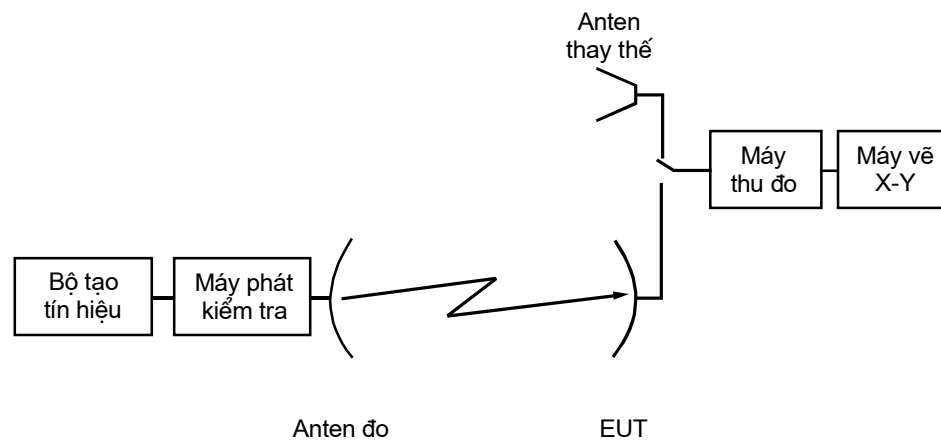 Anten
thay thế
Máy
thu đo
Máy vẽ
X-Y
Bộ tạo
tín hiệu
Máy phát
kiểm tra
Anten đo
EUT